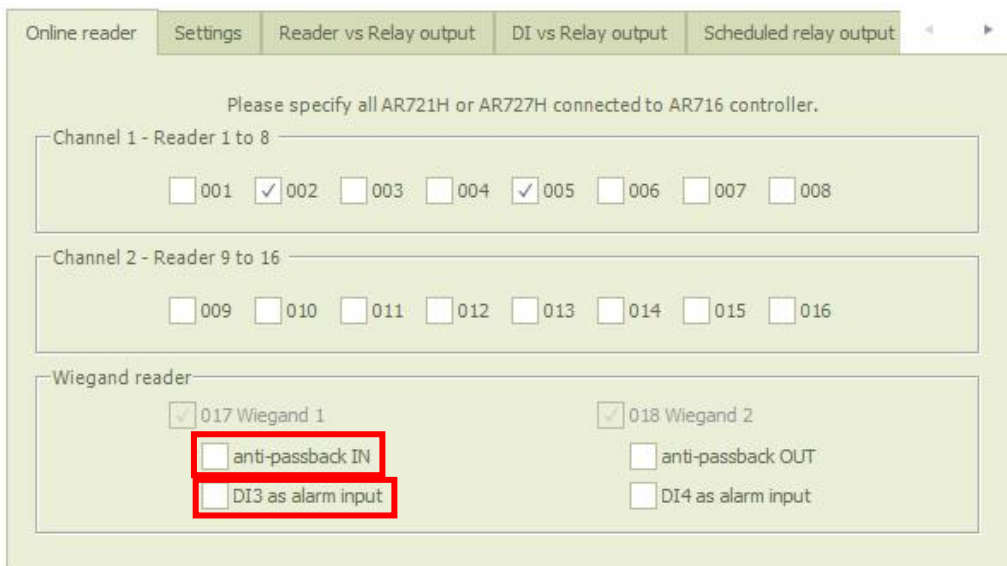 Online reader Settings Reader vs Relay output DI vs Relay output Scheduled relay output
Please specify all AR721H or AR727H connected to AR716 controller.
Channel 1 - Reader 1 to 8
001 002 003 004 005 006 007 008
Channel 2 - Reader 9 to 16
009 010 011 012 013 014 015 016
Wiegand reader
017 Wiegand 1 018 Wiegand 2
anti-passback IN anti-passback OUT
DI3 as alarm input DI4 as alarm input